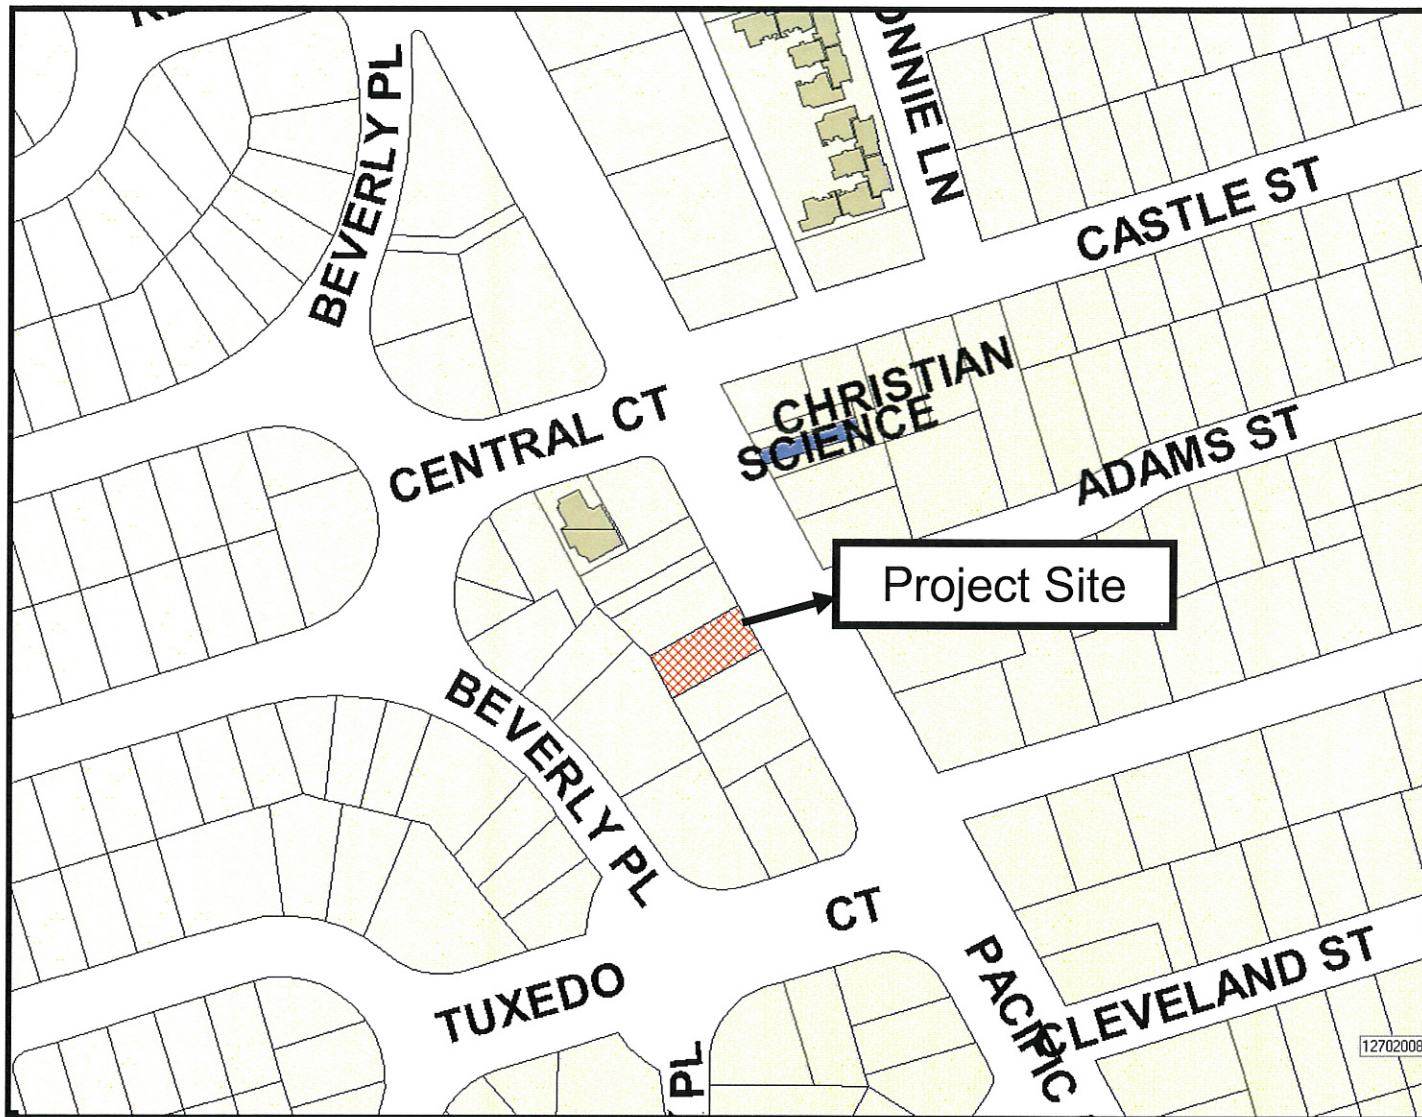 BEVERLY PL
ONNIE LN
CASTLE ST
CHRISTIAN
SCIENCE
CENTRAL CT
ADAMS ST
Project Site
BEVERLY PL
CT
PACIFIC
CLEVELAND ST
TUXEDO
PL
12702008